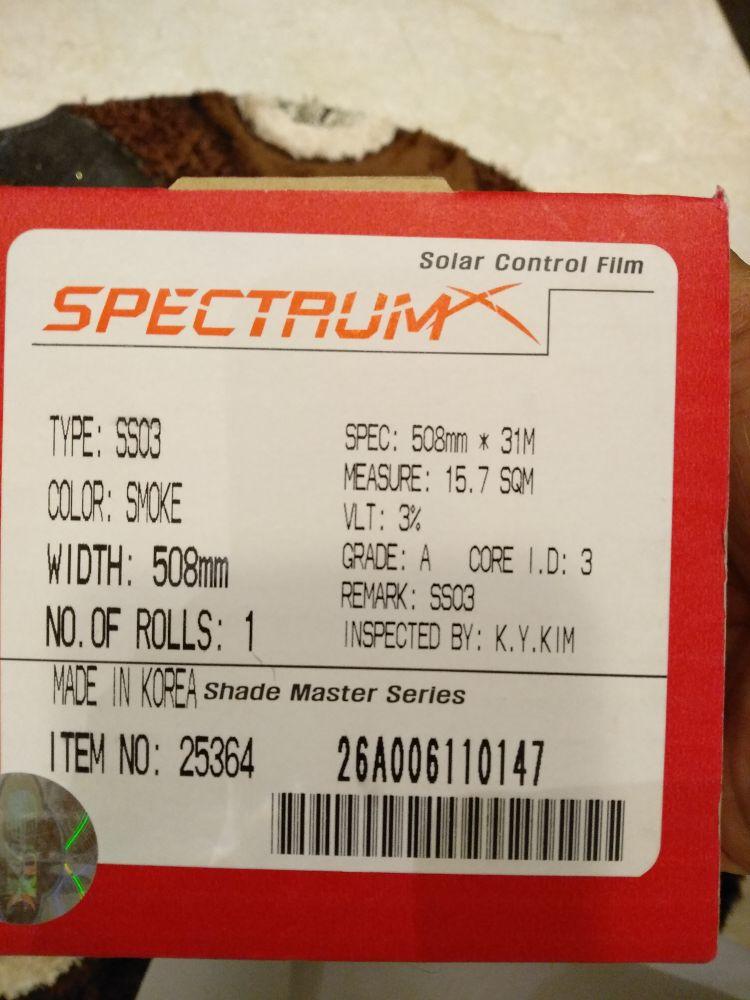 Solar Control Film
SPECTRUMX
TYPE: SS03
COLOR: SMOKE
WIDTH: 508mm
NO.OF ROLLS: 1
SPEC: 508mm * 31M
MEASURE: 15.7 SQM
VLT: 3%
GRADE: A CORE I.D: 3
REMARK: SS03
INSPECTED BY: K.Y.KIM
MADE IN KOREA Shade Master Series
ITEM NO: 25364
26A006110147